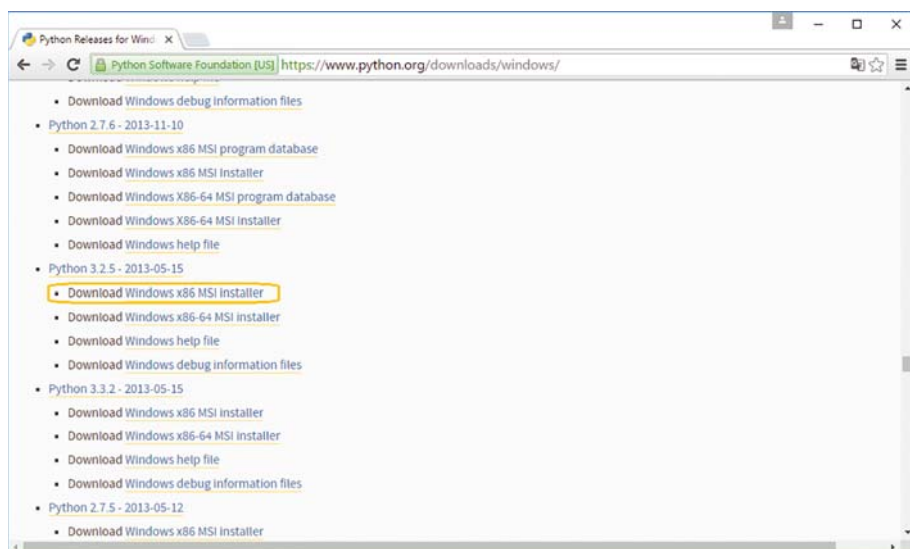 Python Releases for Wind
Python Software Foundation [US] https://www.python.org/downloads/windows/
Download Windows help file
Download Windows debug information files
Python 2.7.6 - 2013-11-10
Download Windows x86 MSI program database
Download Windows x86 MSI Installer
Download Windows X86-64 MSI program database
Download Windows X86-64 MSI Installer
Download Windows help file
Python 3.2.5 - 2013-05-15
Download Windows x86 MSI installer
Download Windows x86-64 MSI installer
Download Windows help file
Download Windows debug information files
Python 3.3.2 - 2013-05-15
Download Windows x86 MSI installer
Download Windows x86-64 MSI installer
Download Windows help file
Download Windows debug information files
Python 2.7.5 - 2013-05-12
Download Windows x86 MSI installer